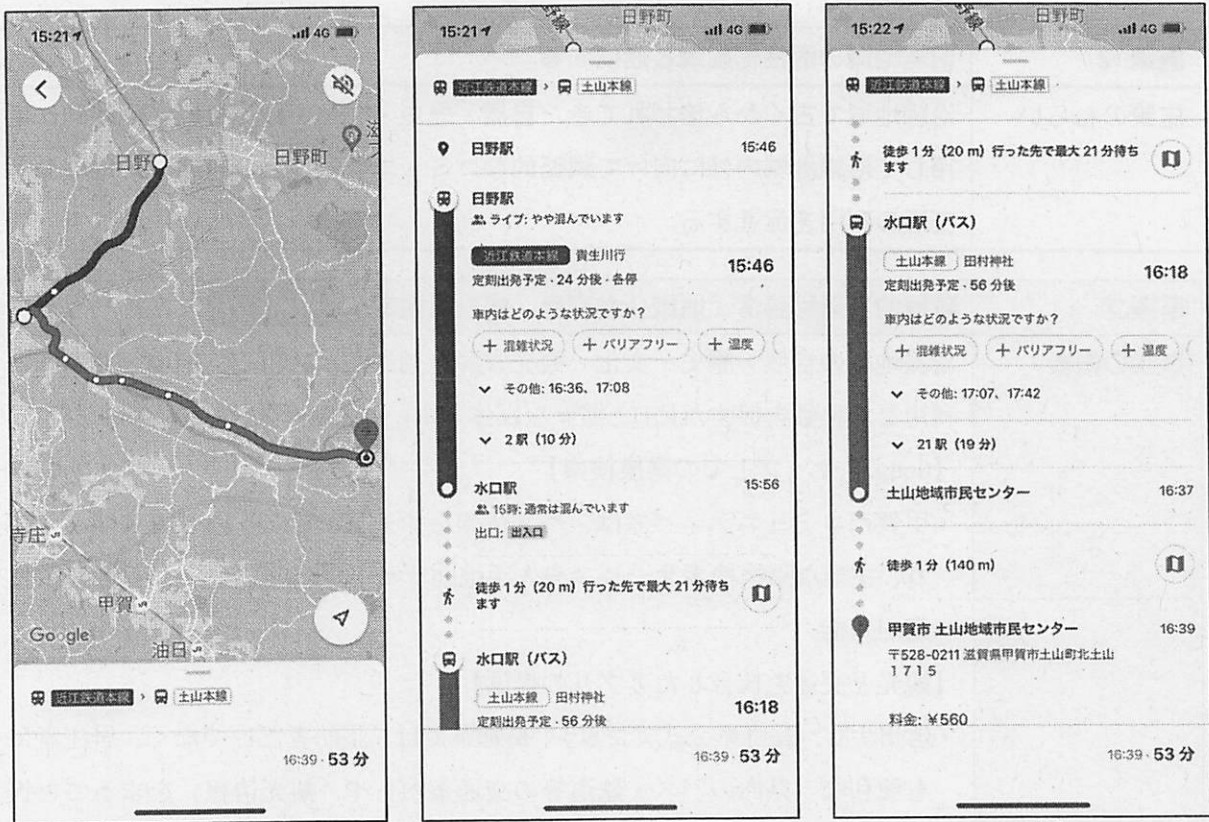 15:21
4G
日野
日野町
寺庄
甲賀
油日
Google
近江鉄道本線 › 土山本線
16:39 · 53 分
15:21
4G
日野町
近江鉄道本線 › 土山本線
日野駅 15:46
日野駅
ライブ: やや混んでいます
近江鉄道本線 貴生川行 15:46
定刻出発予定 · 24 分後 · 各停
車内はどのような状況ですか？
+ 混雑状況 + バリアフリー + 温度
その他: 16:36、17:08
2 駅（10 分）
水口駅 15:56
15時: 通常は混んでいます
出口: 出入口
徒歩 1 分（20 m）行った先で最大 21 分待ち
ます
水口駅（バス）
土山本線 田村神社 16:18
定刻出発予定 · 56 分後
16:39 · 53 分
15:22
4G
日野町
近江鉄道本線 › 土山本線
徒歩 1 分（20 m）行った先で最大 21 分待ち
ます
水口駅（バス）
土山本線 田村神社 16:18
定刻出発予定 · 56 分後
車内はどのような状況ですか？
+ 混雑状況 + バリアフリー + 温度
その他: 17:07、17:42
21 駅（19 分）
土山地域市民センター 16:37
徒歩 1 分（140 m）
甲賀市 土山地域市民センター 16:39
〒528-0211 滋賀県甲賀市土山町北土山
１７１５
料金: ¥560
16:39 · 53 分